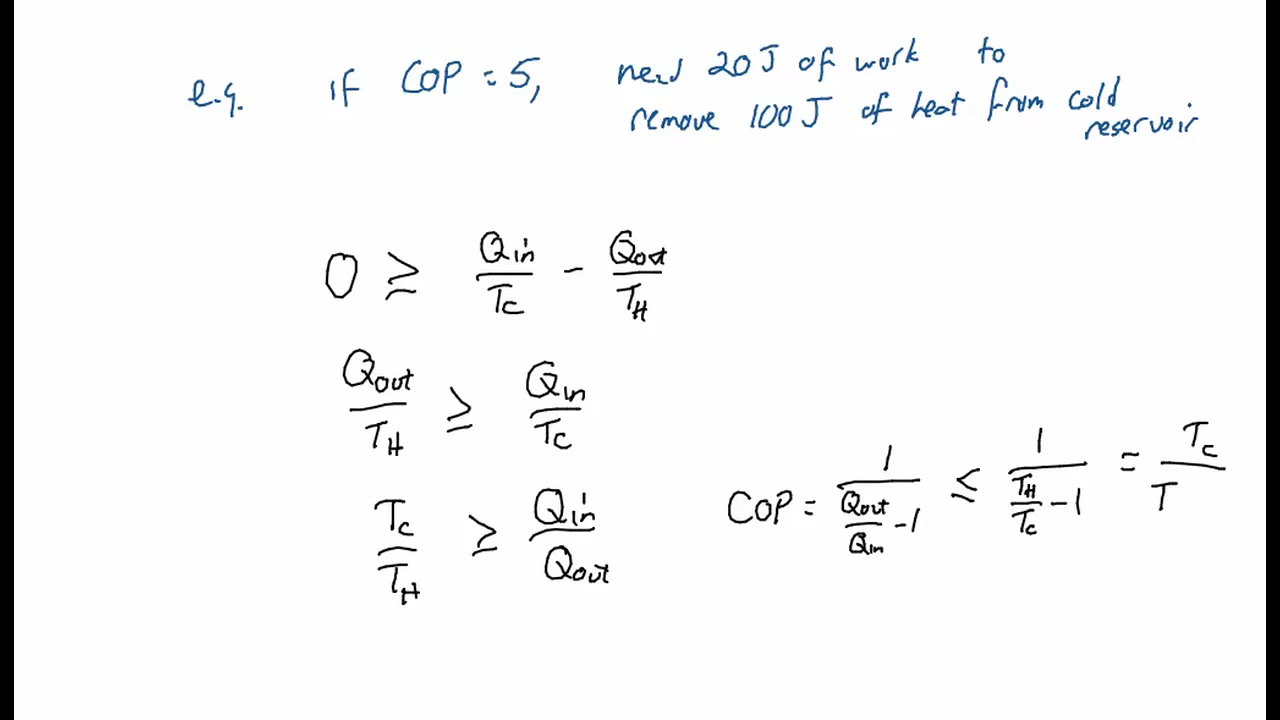 e.g. if COP = 5, need 20 J of work to
remove 100 J of heat from cold
reservoir
0 ≥ Qin/TC - Qout/TH
Qout/TH ≥ Qin/TC
TC/TH ≥ Qin/Qout
COP = 1/(Qout/Qin - 1) ≤ 1/(TH/TC - 1) = TC/T